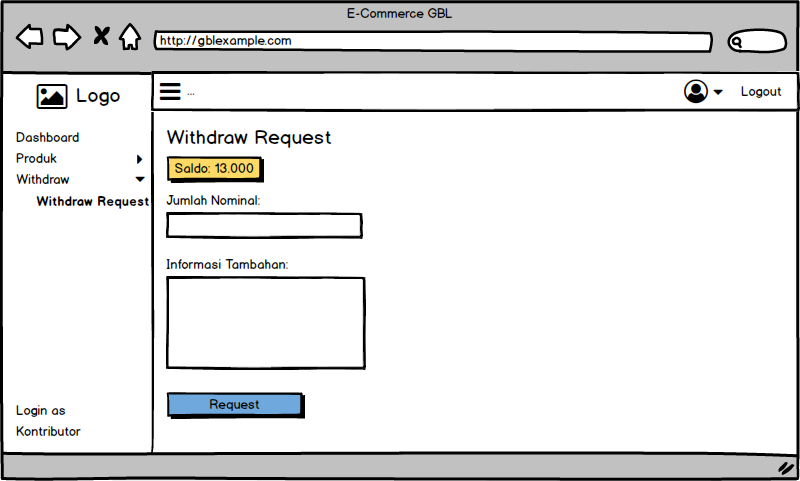 E-Commerce GBL
http://gblexample.com
Logo
...
Logout
Dashboard
Produk
Withdraw
Withdraw Request
Withdraw Request
Saldo: 13.000
Jumlah Nominal:
Informasi Tambahan:
Request
Login as
Kontributor